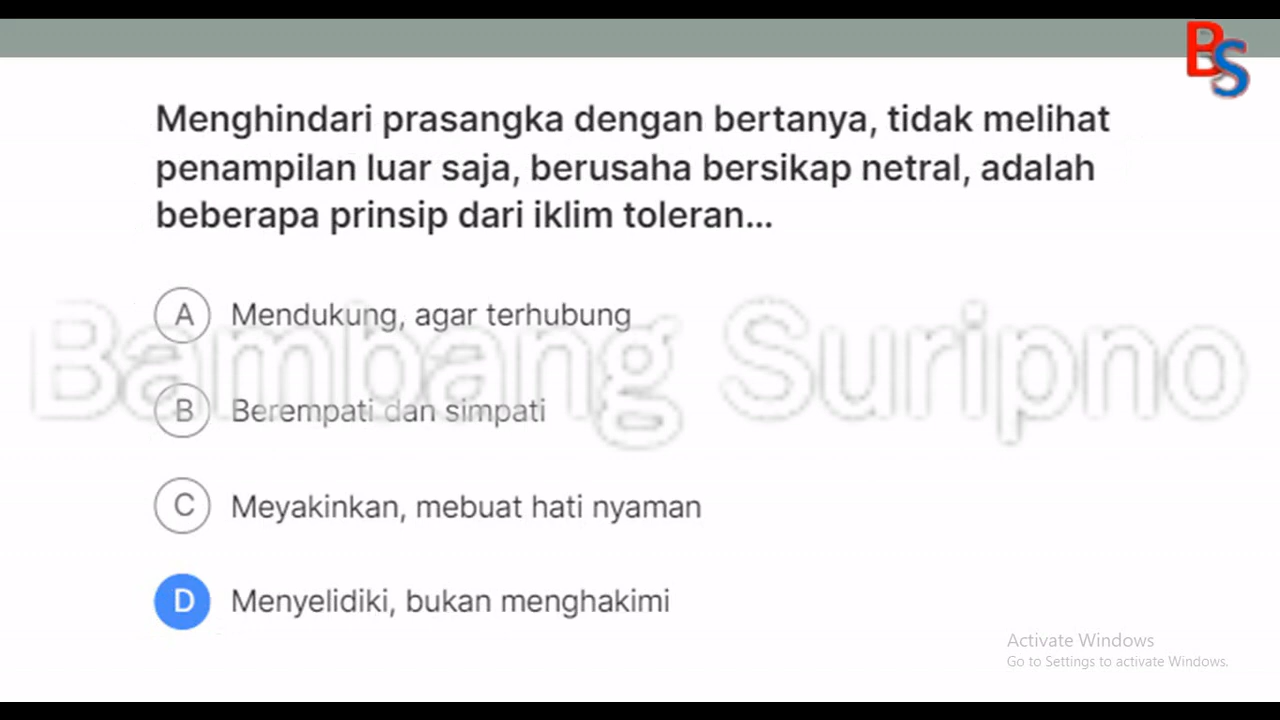 BS
Menghindari prasangka dengan bertanya, tidak melihat
penampilan luar saja, berusaha bersikap netral, adalah
beberapa prinsip dari iklim toleran...
A Mendukung, agar terhubung
Bambang Suripno
B Berempati dan simpati
C Meyakinkan, mebuat hati nyaman
D Menyelidiki, bukan menghakimi
Activate Windows
Go to Settings to activate Windows.